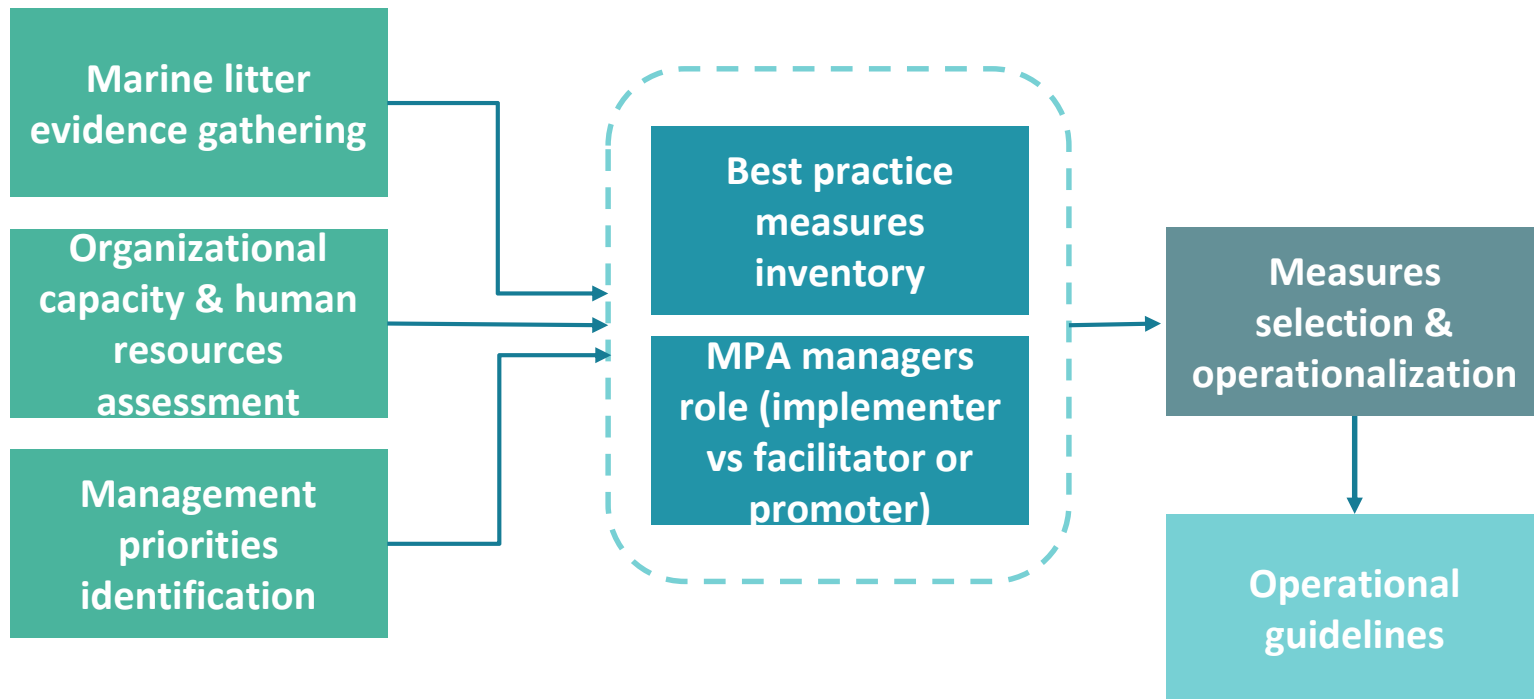 Marine litter
evidence gathering
Organizational
capacity & human
resources
assessment
Management
priorities
identification
Best practice
measures
inventory
MPA managers
role (implementer
vs facilitator or
promoter)
Measures
selection &
operationalization
Operational
guidelines